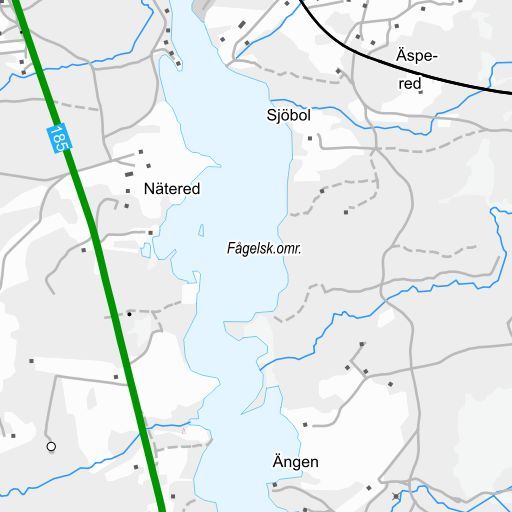 Äspe-
red
Sjöbol
185
Nätered
Fågelsk.omr.
Ängen